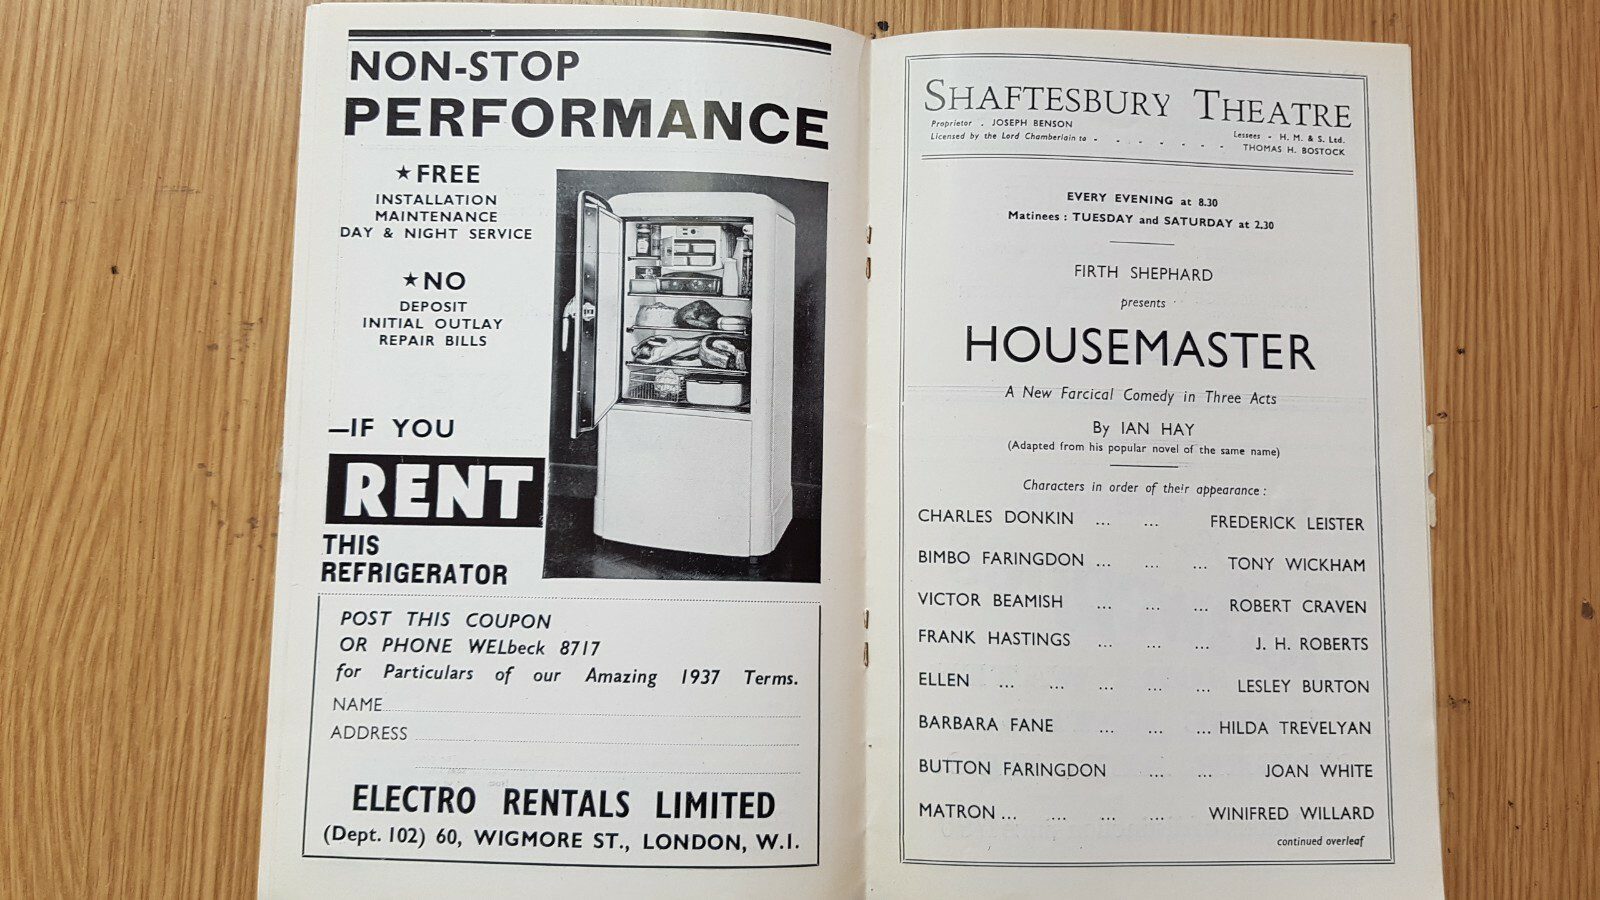 NON-STOP
PERFORMANCE
★FREE
INSTALLATION
MAINTENANCE
DAY & NIGHT SERVICE
★NO
DEPOSIT
INITIAL OUTLAY
REPAIR BILLS
—IF YOU
RENT
THIS
REFRIGERATOR
POST THIS COUPON
OR PHONE WELbeck 8717
for Particulars of our Amazing 1937 Terms.
NAME
ADDRESS
ELECTRO RENTALS LIMITED
(Dept. 102) 60, WIGMORE ST., LONDON, W.1.
SHAFTESBURY THEATRE
Proprietor . JOSEPH BENSON
Lessees - H. M. & S. Ltd.
Licensed by the Lord Chamberlain to - - - - - - - THOMAS H. BOSTOCK
EVERY EVENING at 8.30
Matinees : TUESDAY and SATURDAY at 2.30
FIRTH SHEPHARD
presents
HOUSEMASTER
A New Farcical Comedy in Three Acts
By IAN HAY
(Adapted from his popular novel of the same name)
Characters in order of their appearance :
CHARLES DONKIN ... ... FREDERICK LEISTER
BIMBO FARINGDON ... ... TONY WICKHAM
VICTOR BEAMISH ... ... ... ROBERT CRAVEN
FRANK HASTINGS ... ... ... J. H. ROBERTS
ELLEN ... ... ... ... ... LESLEY BURTON
BARBARA FANE ... ... ... HILDA TREVELYAN
BUTTON FARINGDON ... ... JOAN WHITE
MATRON ... ... ... ... WINIFRED WILLARD
continued overleaf